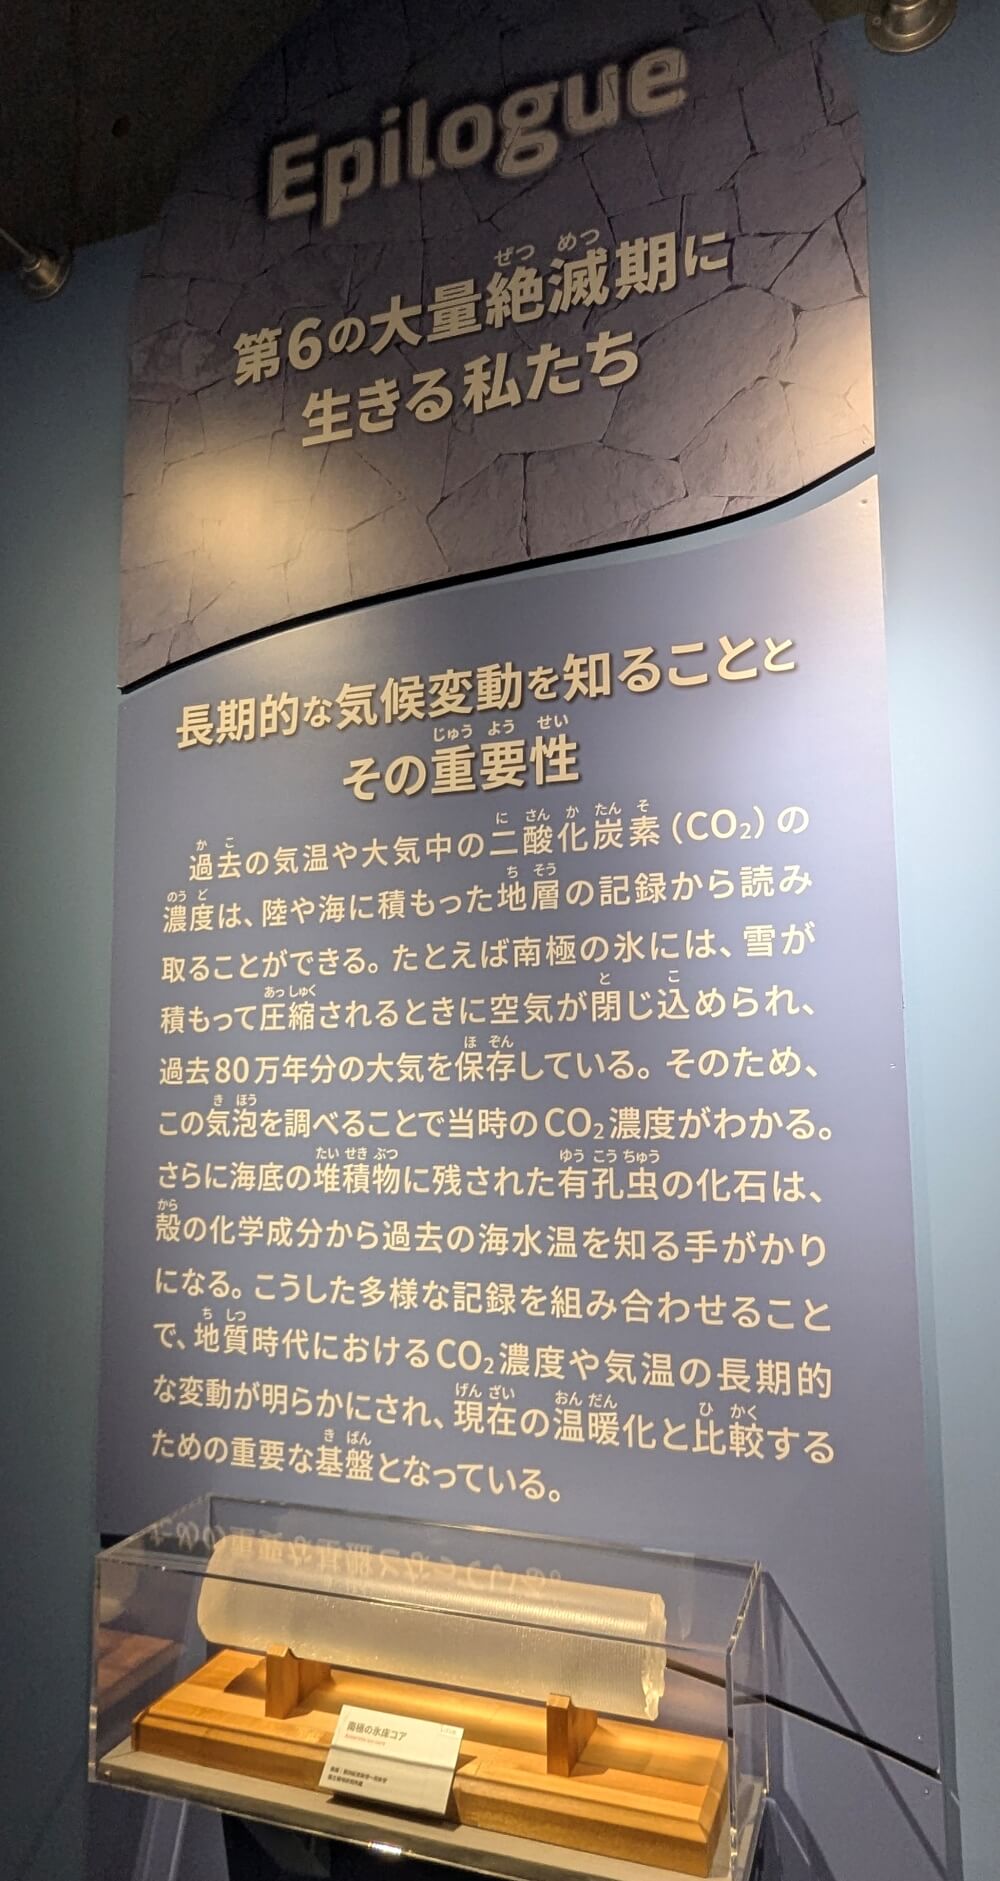 Epilogue
第6の大量絶滅期に
生きる私たち
長期的な気候変動を知ることと
その重要性
過去の気温や大気中の二酸化炭素（CO₂）の
濃度は、陸や海に積もった地層の記録から読み
取ることができる。たとえば南極の氷には、雪が
積もって圧縮されるときに空気が閉じ込められ、
過去80万年分の大気を保存している。そのため、
この気泡を調べることで当時のCO₂濃度がわかる。
さらに海底の堆積物に残された有孔虫の化石は、
殻の化学成分から過去の海水温を知る手がかり
になる。こうした多様な記録を組み合わせること
で、地質時代におけるCO₂濃度や気温の長期的
な変動が明らかにされ、現在の温暖化と比較する
ための重要な基盤となっている。
南極の氷床コア